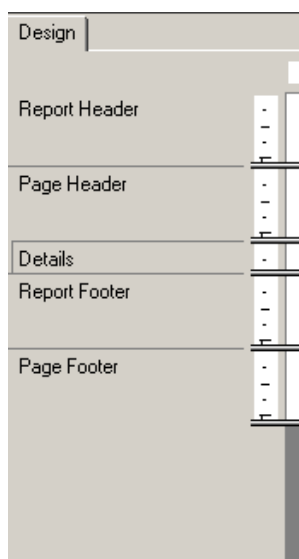 Design
Report Header
Page Header
Details
Report Footer
Page Footer